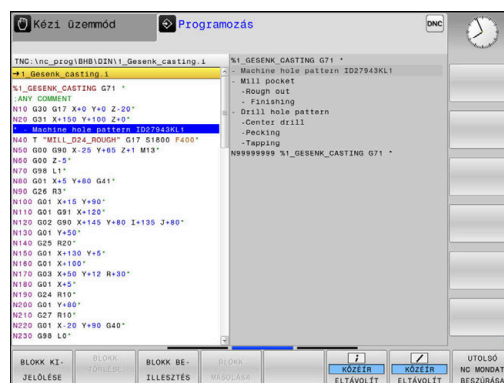 Kézi üzemmód
Programozás
DNC
TNC:\nc_prog\BHB\DIN\1_Gesenk_casting.i
→1_Gesenk_casting.i
%1_GESENK_CASTING G71 *
;ANY COMMENT
N10 G30 G17 X+0 Y+0 Z-20*
N20 G31 X+150 Y+100 Z+0*
* - Machine hole pattern ID27943KL1
N40 T "MILL_D24_ROUGH" G17 S1800 F400*
N50 G00 G90 X-25 Y+85 Z+1 M13*
N60 G00 Z-5*
N70 G98 L1*
N80 G01 X+5 Y+80 G41*
N90 G26 R3*
N100 G01 X+15 Y+90*
N110 G01 G91 X+120*
N120 G02 G90 X+145 Y+80 I+135 J+80*
N130 G01 Y+50*
N140 G25 R20*
N150 G01 X+130 Y+5*
N160 G01 X+100*
N170 G03 X+50 Y+12 R+30*
N180 G01 X+5*
N190 G24 R10*
N200 G01 Y+80*
N210 G27 R10*
N220 G01 X-20 Y+90 G40*
N230 G98 L0*
%1_GESENK_CASTING G71 *
- Machine hole pattern ID27943KL1
- Mill pocket
-Rough out
- Finishing
- Drill hole pattern
-Center drill
-Pecking
-Tapping
N99999999 %1_GESENK_CASTING G71 *
BLOKK KI-
JELÖLÉSE
BLOKK
TÖRLÉSE
BLOKK BE-
ILLESZTÉS
BLOKK
MÁSOLÁSA
;
KÖZÉÍR
ELTÁVOLÍT
/
KÖZÉÍR
ELTÁVOLÍT
UTOLSÓ
NC MONDAT
BESZÚRÁSA